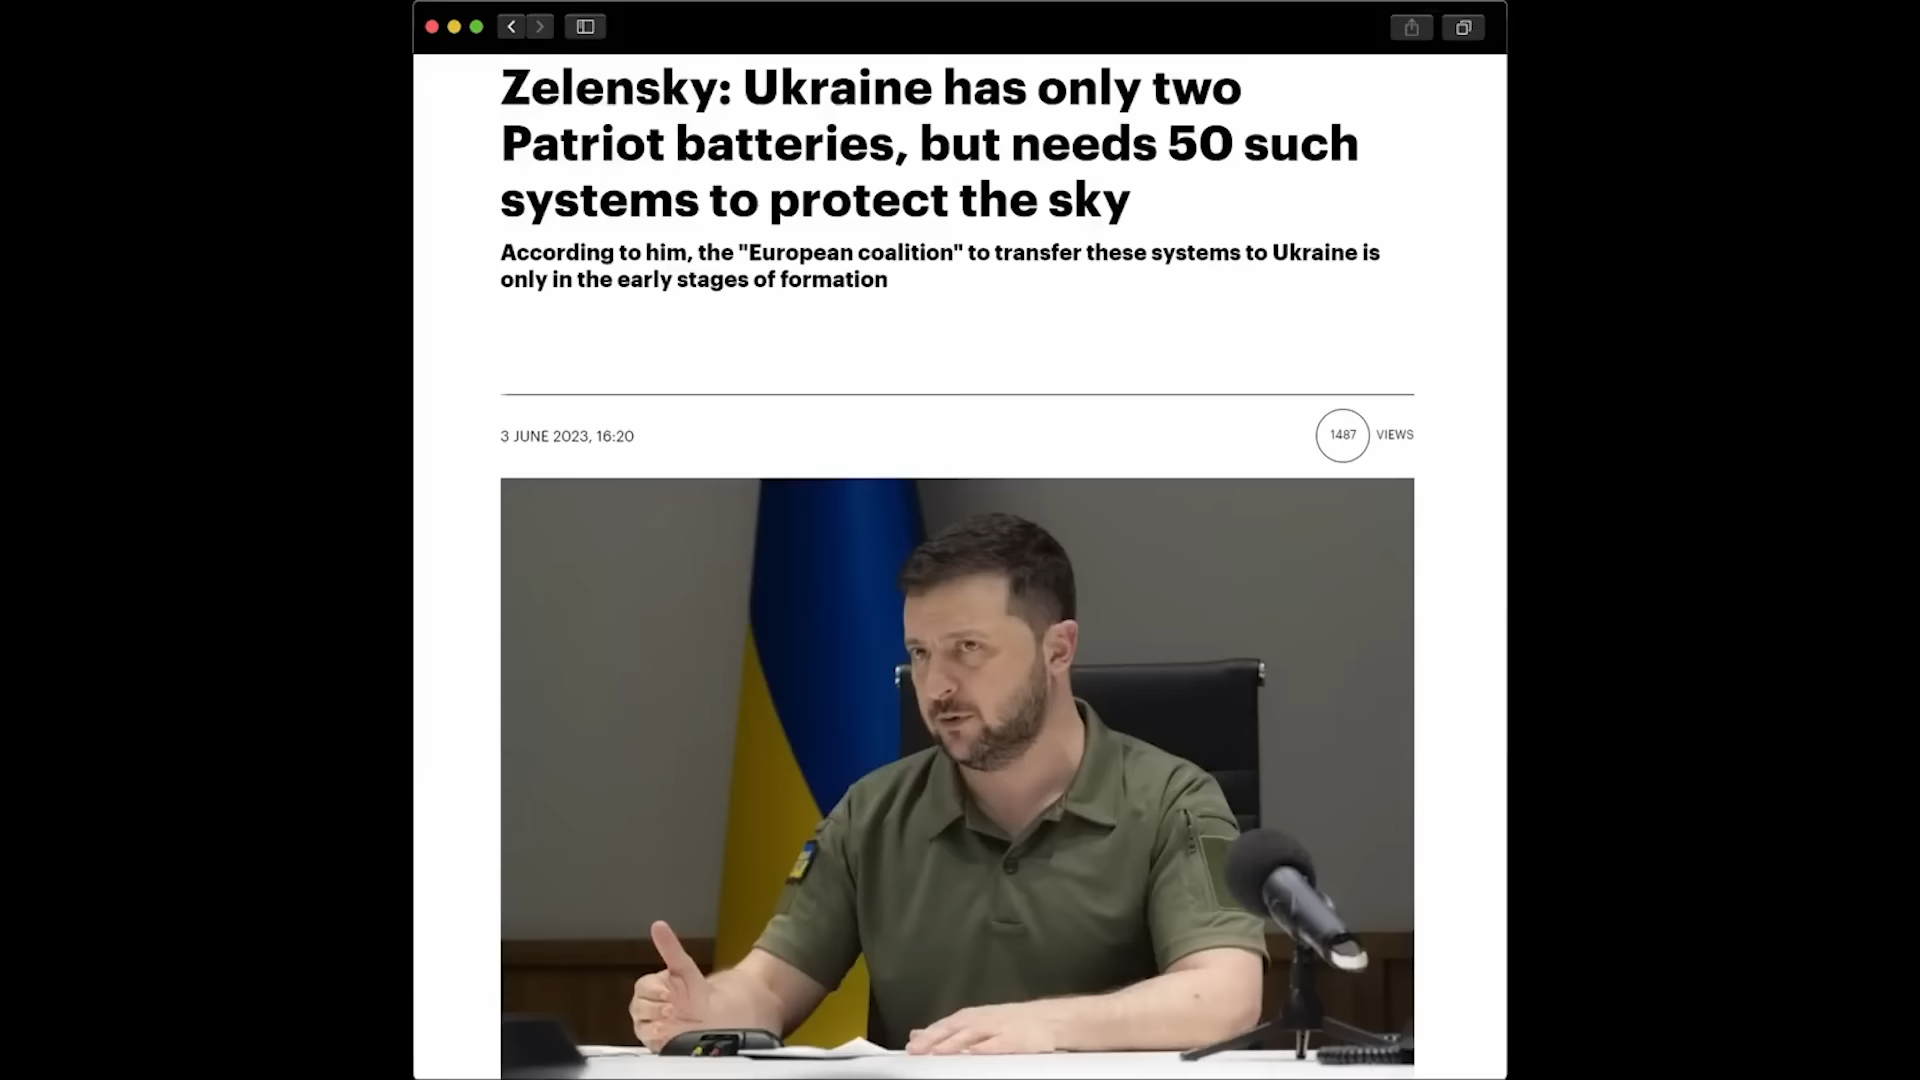 Zelensky: Ukraine has only two
Patriot batteries, but needs 50 such
systems to protect the sky
According to him, the "European coalition" to transfer these systems to Ukraine is
only in the early stages of formation
3 JUNE 2023, 16:20
1487 VIEWS